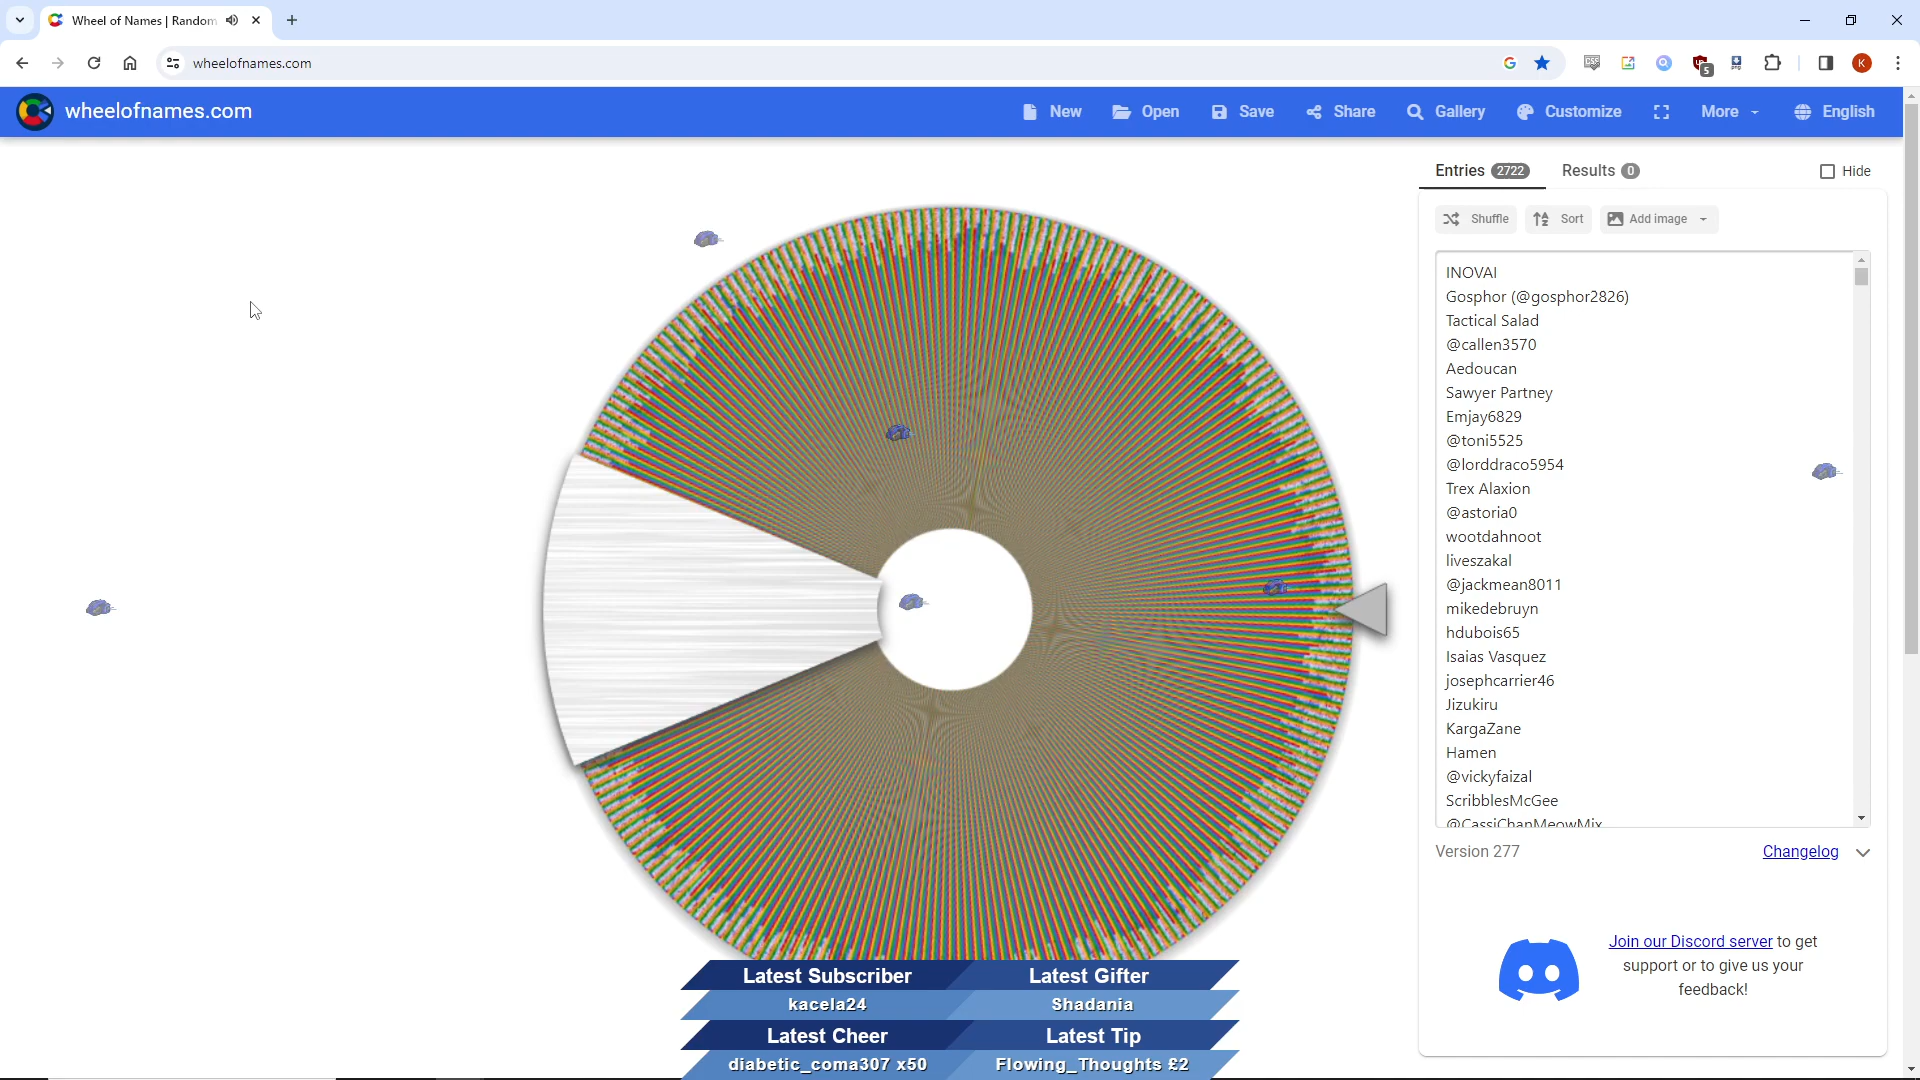 Wheel of Names | Random
wheelofnames.com
5
K
wheelofnames.com
New
Open
Save
Share
Gallery
Customize
More
English
Entries 2722
Results 0
Hide
Shuffle
Sort
Add image
INOVAI
Gosphor (@gosphor2826)
Tactical Salad
@callen3570
Aedoucan
Sawyer Partney
Emjay6829
@toni5525
@lorddraco5954
Trex Alaxion
@astoria0
wootdahnoot
liveszakal
@jackmean8011
mikedebruyn
hdubois65
Isaias Vasquez
josephcarrier46
Jizukiru
KargaZane
Hamen
@vickyfaizal
ScribblesMcGee
@CassiChanMeowMix
Version 277
Changelog
Join our Discord server to get
support or to give us your
feedback!
Latest Subscriber
Latest Gifter
kacela24
Shadania
Latest Cheer
Latest Tip
diabetic_coma307 x50
Flowing_Thoughts £2